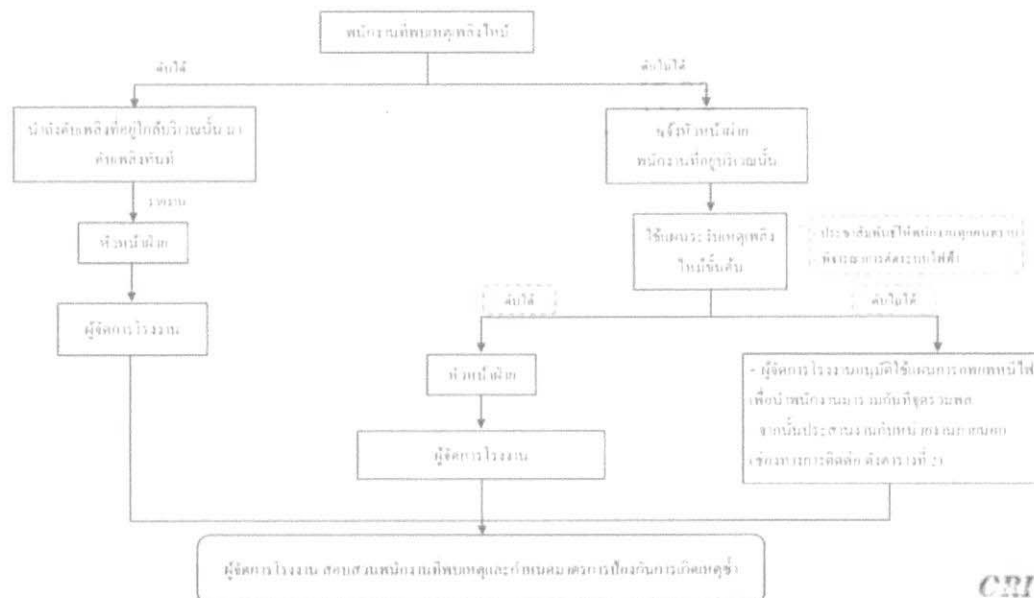 พนักงานที่พบเหตุเพลิงไหม้
ดับได้
ดับไม่ได้
นำถังดับเพลิงที่อยู่ใกล้บริเวณนั้น มา
ดับเพลิงทันที
แจ้งหัวหน้าฝ่าย
พนักงานที่อยู่บริเวณนั้น
รายงาน
หัวหน้าฝ่าย
ใช้แผนระงับเหตุเพลิง
ไหม้ขั้นต้น
- ประชาสัมพันธ์ให้พนักงานทุกคนทราบ
- พิจารณาการตัดระบบไฟฟ้า
ผู้จัดการโรงงาน
ดับได้
ดับไม่ได้
หัวหน้าฝ่าย
- ผู้จัดการโรงงานอนุมัติใช้แผนการอพยพหนีไฟ
เพื่อนำพนักงานมารวมกันที่จุดรวมพล
จากนั้นประสานงานกับหน่วยงานภายนอก
(ช่องทางการติดต่อ ดังตารางที่ 2)
ผู้จัดการโรงงาน
ผู้จัดการโรงงาน สอบสวนพนักงานที่พบเหตุและกำหนดมาตรการป้องกันการเกิดเหตุซ้ำ
CRI